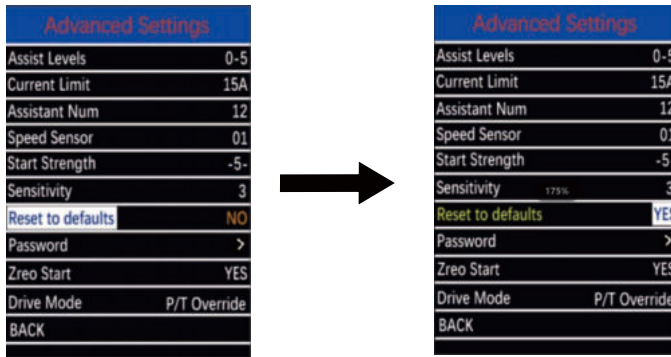 Advanced Settings
Assist Levels 0-5
Current Limit 15A
Assistant Num 12
Speed Sensor 01
Start Strength -5-
Sensitivity 3
Reset to defaults NO
Password >
Zreo Start YES
Drive Mode P/T Override
BACK
Advanced Settings
Assist Levels 0-5
Current Limit 15A
Assistant Num 12
Speed Sensor 01
Start Strength -5
Sensitivity 175% 3
Reset to defaults YES
Password >
Zreo Start YES
Drive Mode P/T Override
BACK